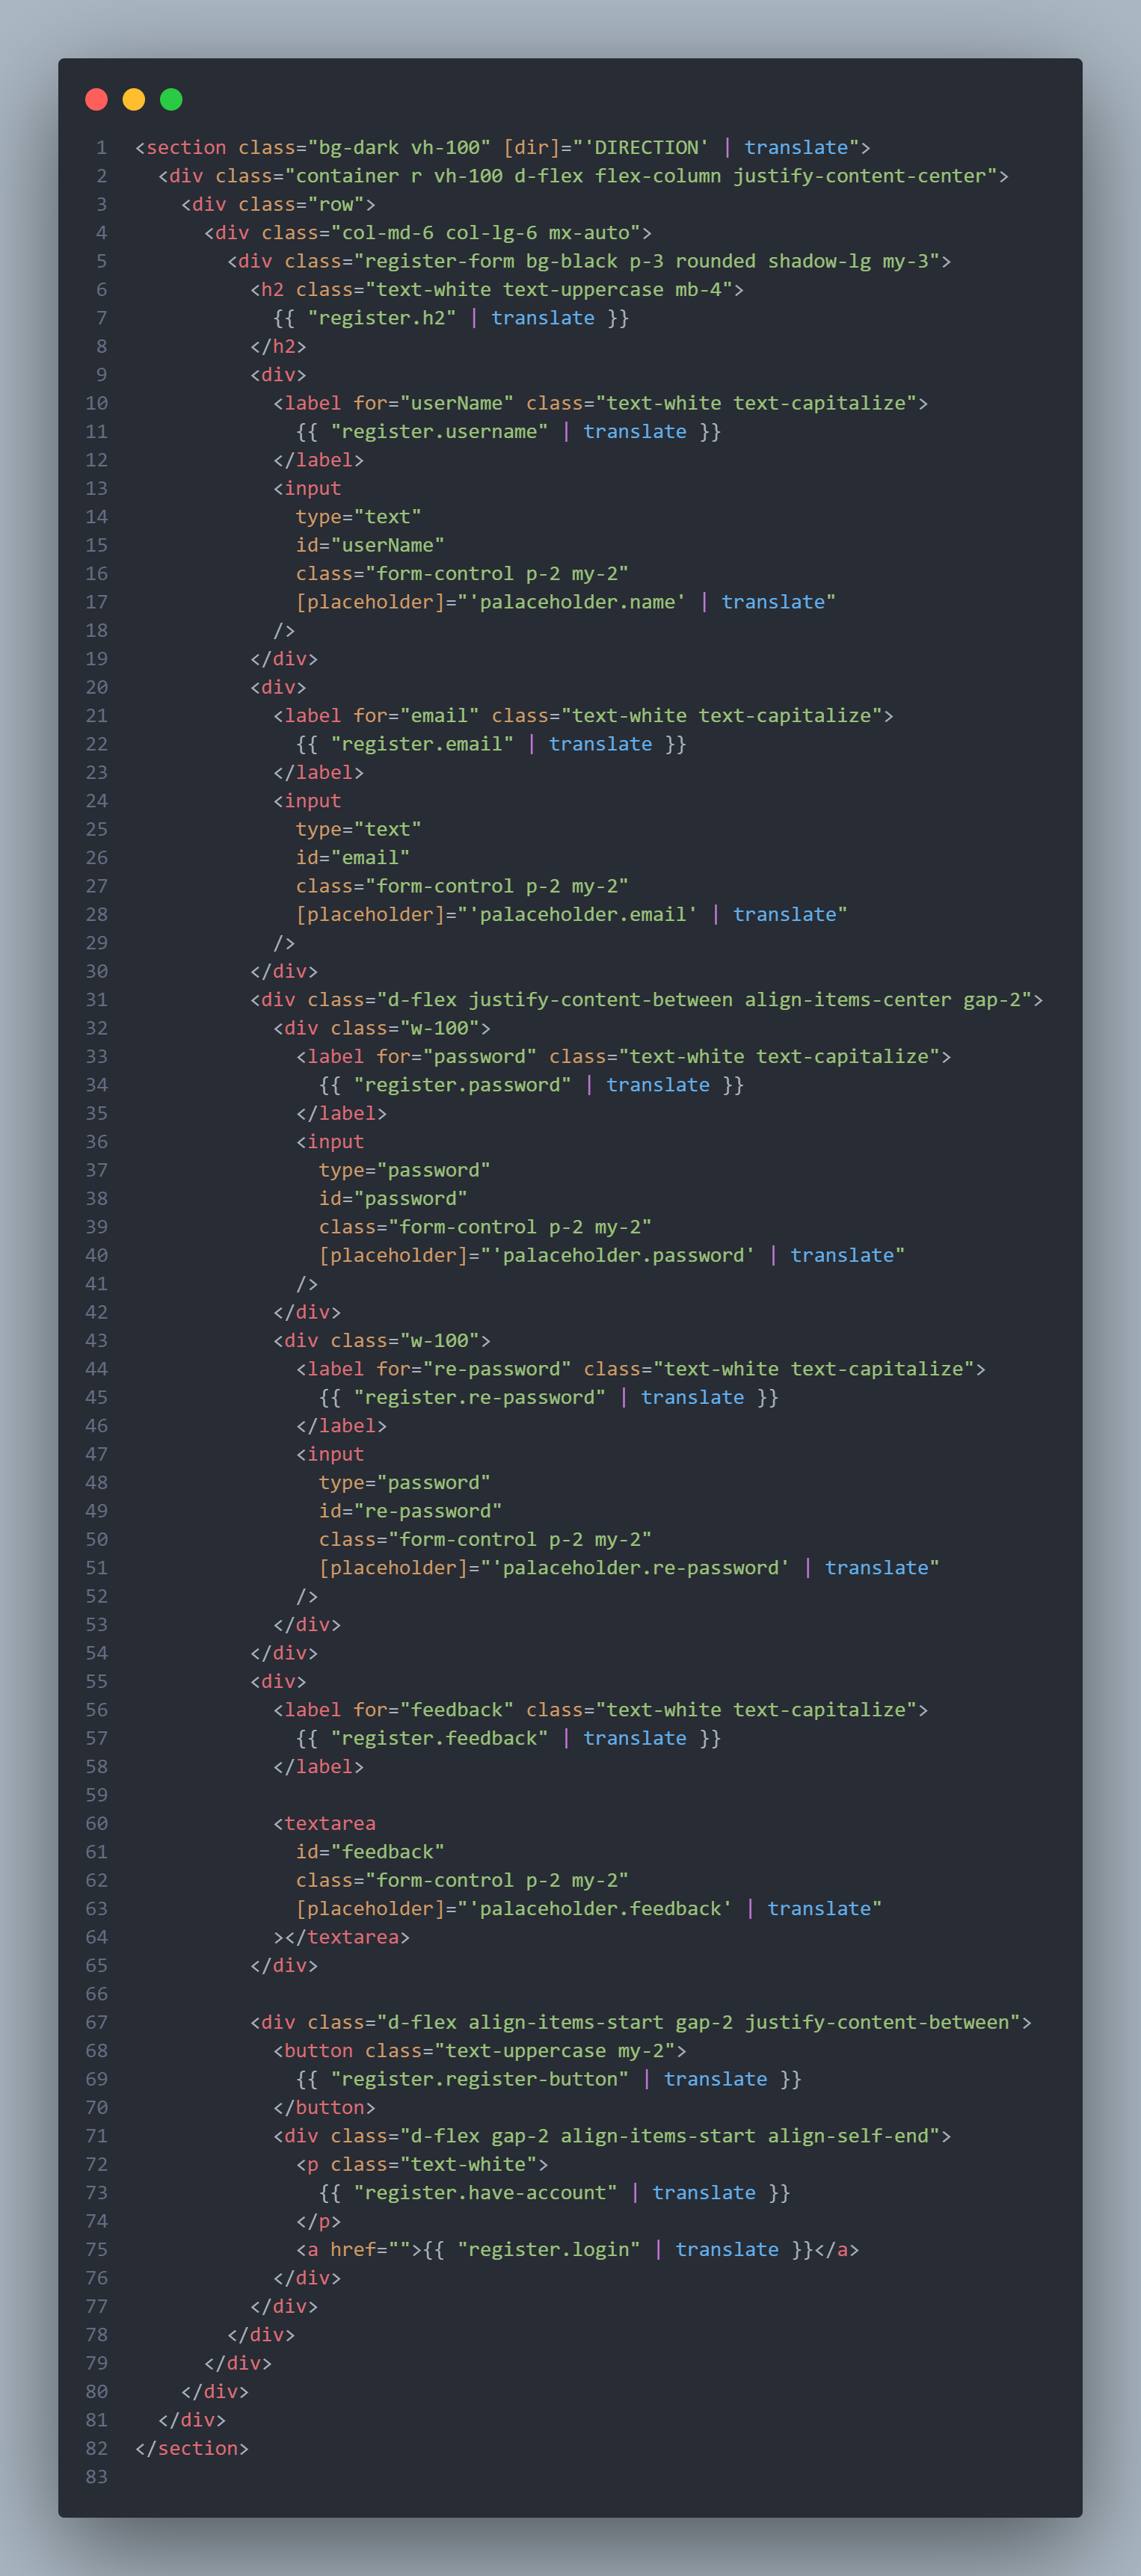 1 <section class="bg-dark vh-100" [dir]="'DIRECTION' | translate">
2   <div class="container r vh-100 d-flex flex-column justify-content-center">
3     <div class="row">
4       <div class="col-md-6 col-lg-6 mx-auto">
5         <div class="register-form bg-black p-3 rounded shadow-lg my-3">
6           <h2 class="text-white text-uppercase mb-4">
7             {{ "register.h2" | translate }}
8           </h2>
9           <div>
10             <label for="userName" class="text-white text-capitalize">
11               {{ "register.username" | translate }}
12             </label>
13             <input
14               type="text"
15               id="userName"
16               class="form-control p-2 my-2"
17               [placeholder]="'palaceholder.name' | translate"
18             />
19           </div>
20           <div>
21             <label for="email" class="text-white text-capitalize">
22               {{ "register.email" | translate }}
23             </label>
24             <input
25               type="text"
26               id="email"
27               class="form-control p-2 my-2"
28               [placeholder]="'palaceholder.email' | translate"
29             />
30           </div>
31           <div class="d-flex justify-content-between align-items-center gap-2">
32             <div class="w-100">
33               <label for="password" class="text-white text-capitalize">
34                 {{ "register.password" | translate }}
35               </label>
36               <input
37                 type="password"
38                 id="password"
39                 class="form-control p-2 my-2"
40                 [placeholder]="'palaceholder.password' | translate"
41               />
42             </div>
43             <div class="w-100">
44               <label for="re-password" class="text-white text-capitalize">
45                 {{ "register.re-password" | translate }}
46               </label>
47               <input
48                 type="password"
49                 id="re-password"
50                 class="form-control p-2 my-2"
51                 [placeholder]="'palaceholder.re-password' | translate"
52               />
53             </div>
54           </div>
55           <div>
56             <label for="feedback" class="text-white text-capitalize">
57               {{ "register.feedback" | translate }}
58             </label>
59
60             <textarea
61               id="feedback"
62               class="form-control p-2 my-2"
63               [placeholder]="'palaceholder.feedback' | translate"
64             ></textarea>
65           </div>
66
67           <div class="d-flex align-items-start gap-2 justify-content-between">
68             <button class="text-uppercase my-2">
69               {{ "register.register-button" | translate }}
70             </button>
71             <div class="d-flex gap-2 align-items-start align-self-end">
72               <p class="text-white">
73                 {{ "register.have-account" | translate }}
74               </p>
75               <a href="">{{ "register.login" | translate }}</a>
76             </div>
77           </div>
78         </div>
79       </div>
80     </div>
81   </div>
82 </section>
83